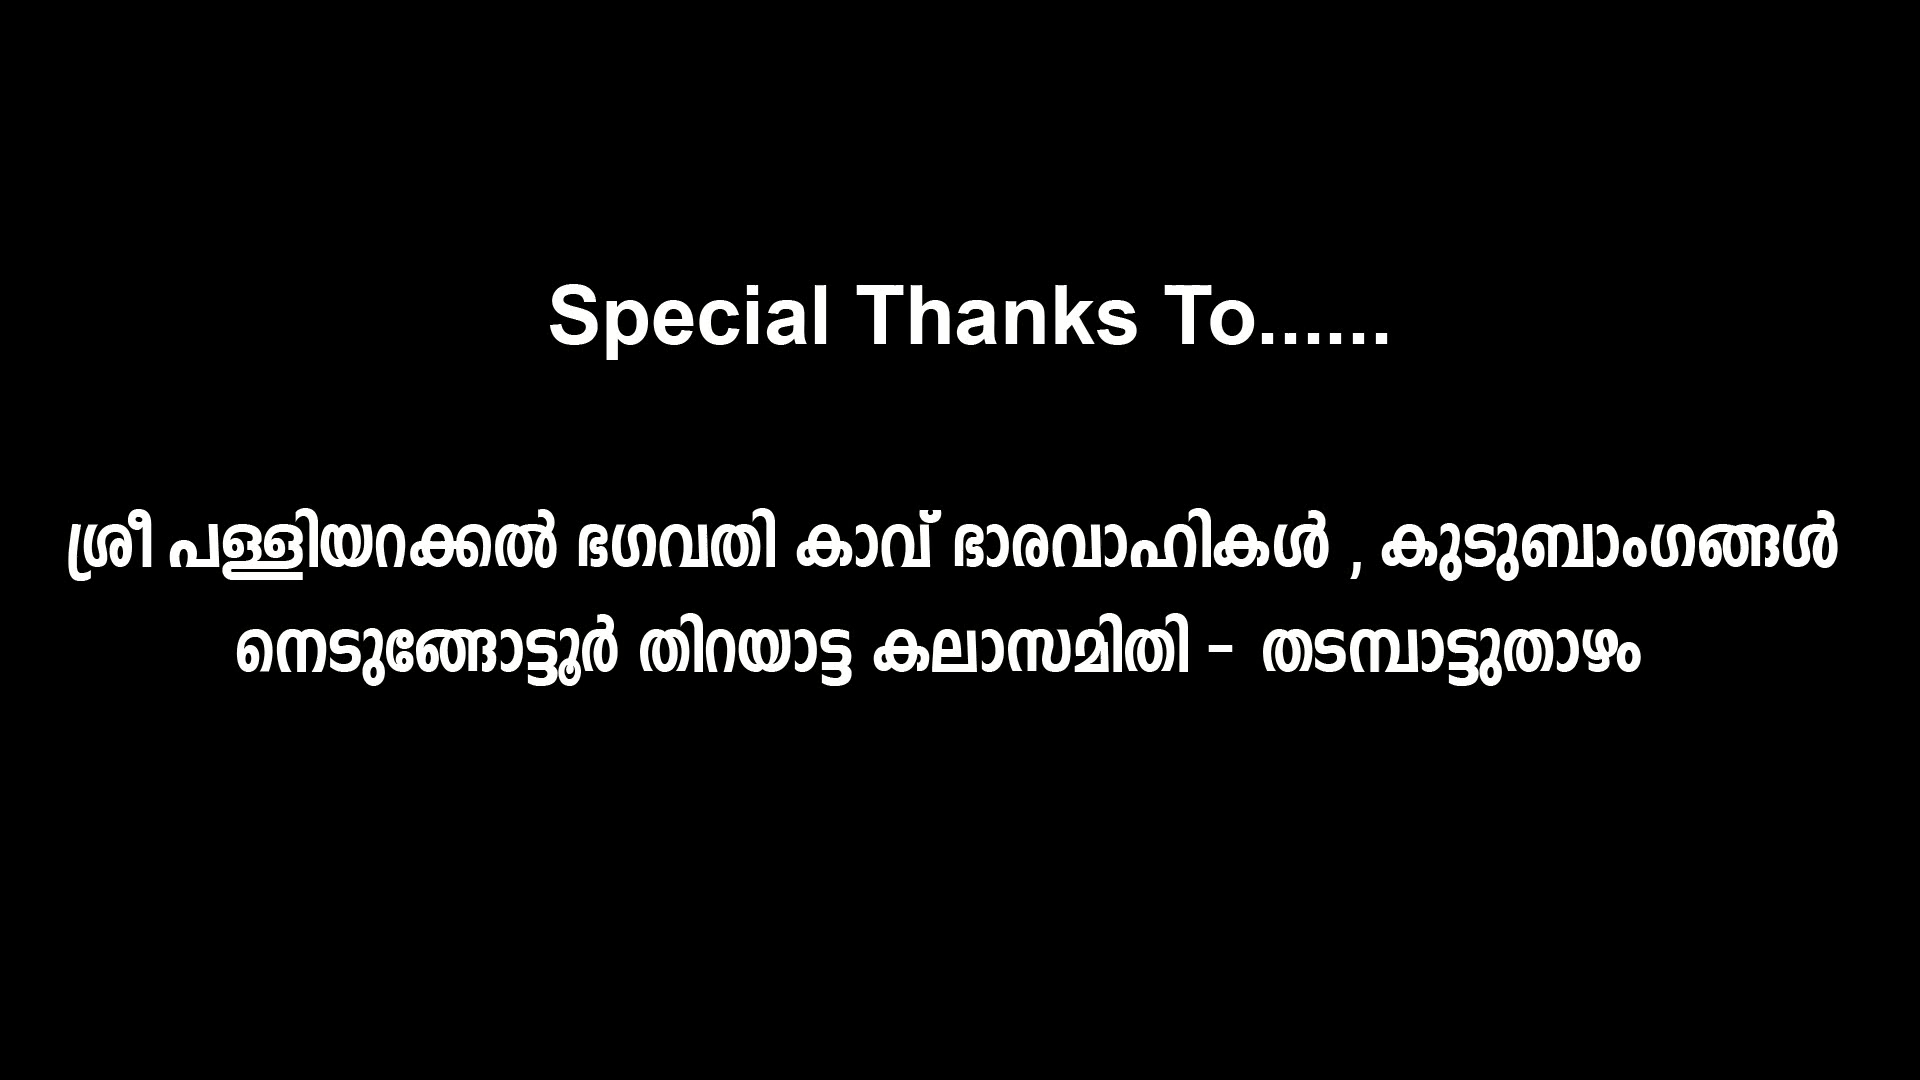 Special Thanks To......
ശ്രീ പള്ളിയറക്കൽ ഭഗവതി കാവ് ഭാരവാഹികൾ , കുടുബാംഗങ്ങൾ
നെടുങ്ങോട്ടൂർ തിറയാട്ട കലാസമിതി - തടമ്പാട്ടുതാഴം